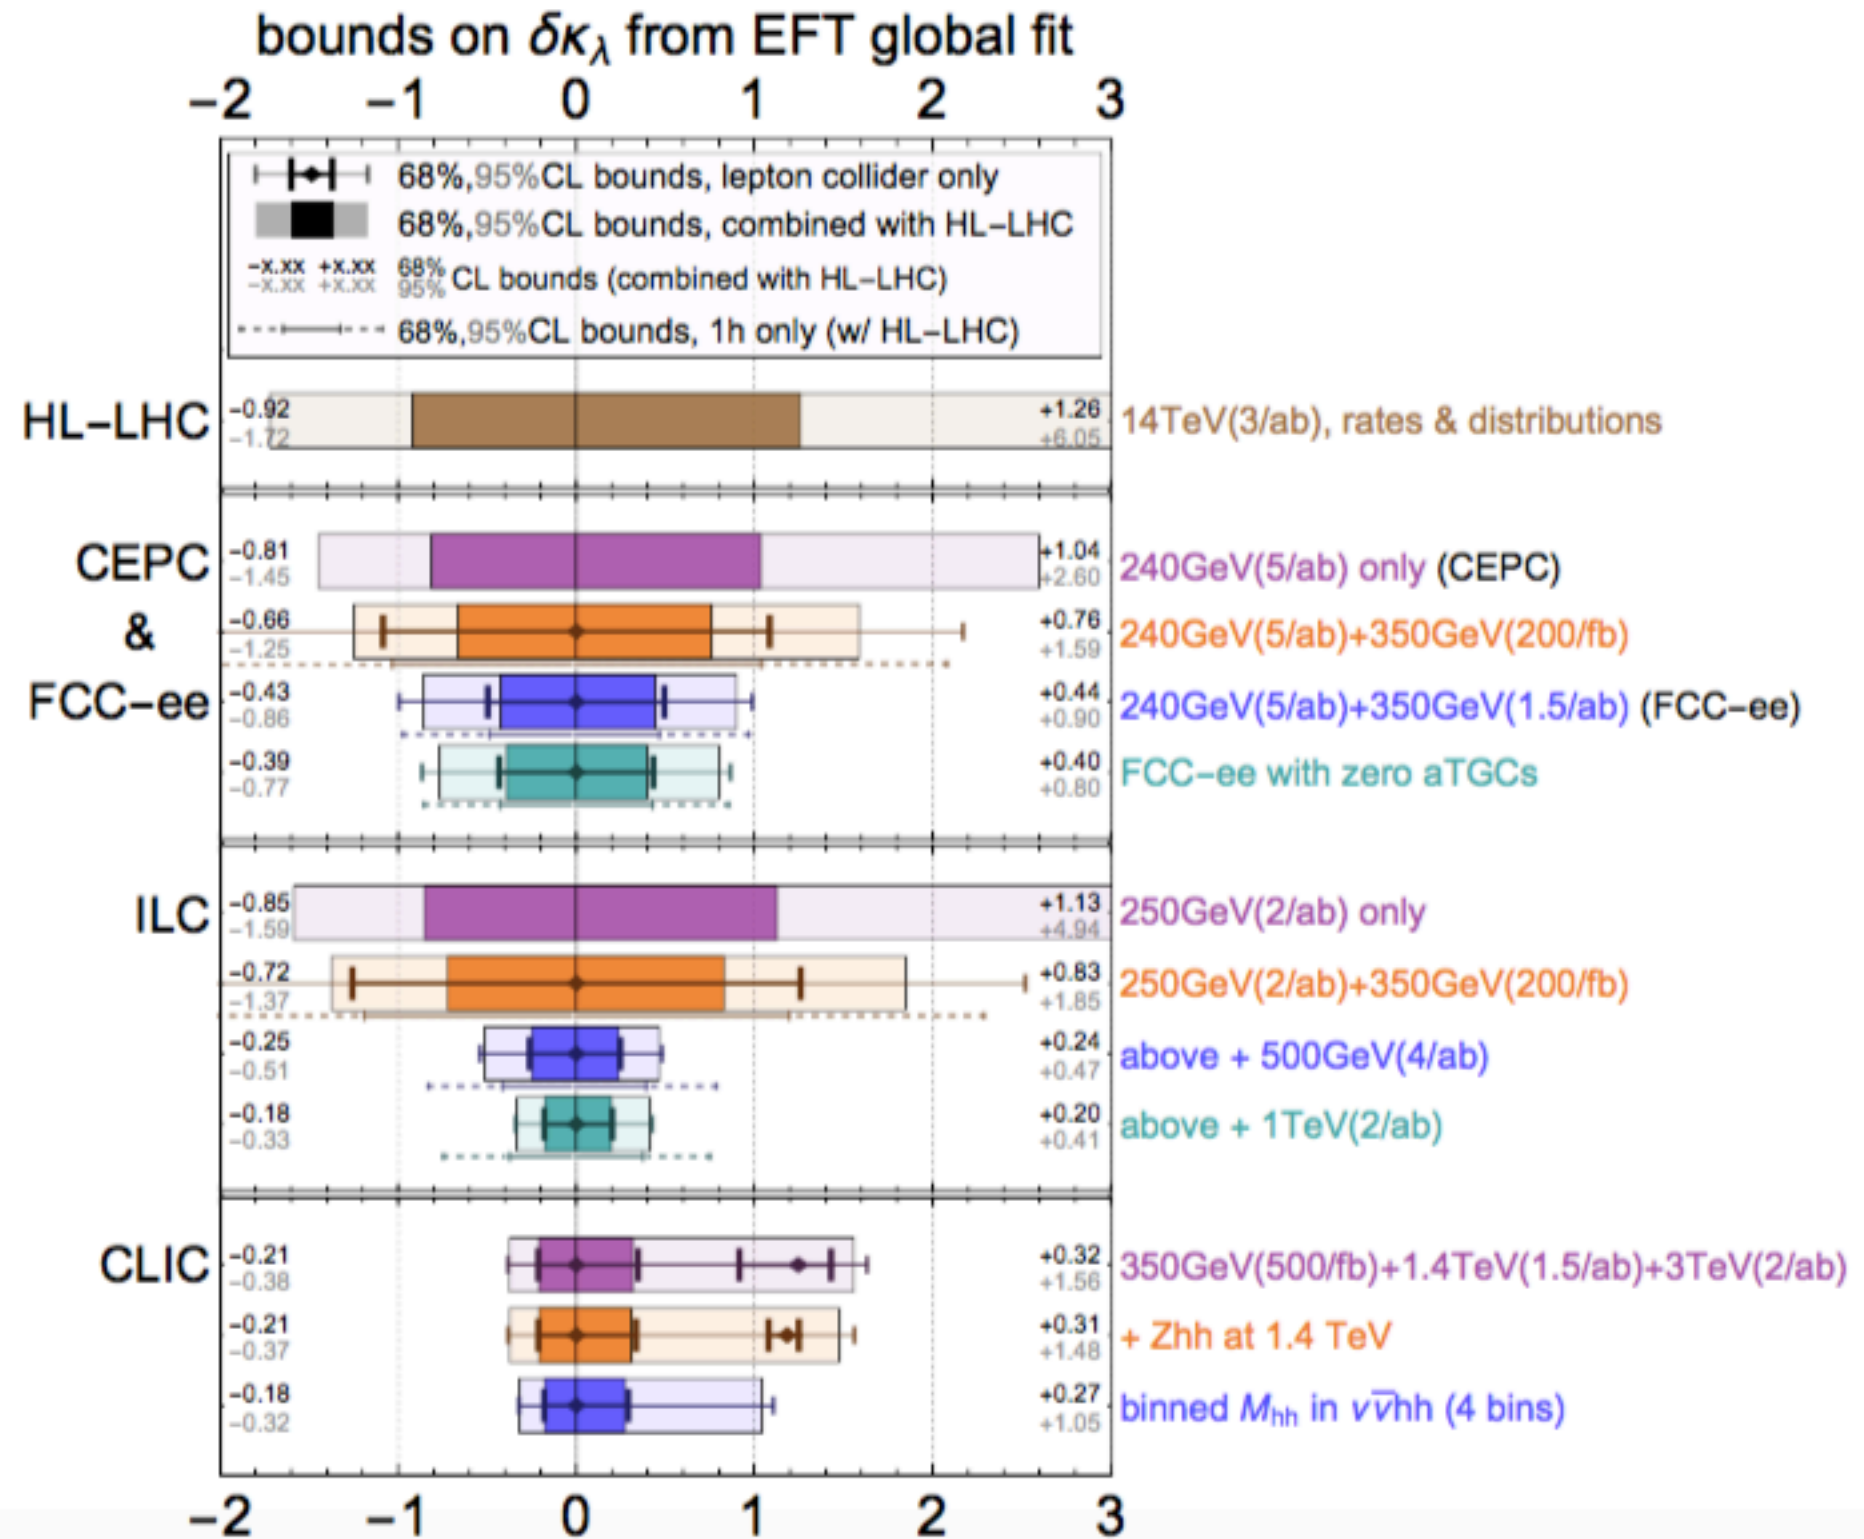 bounds on δκλ from EFT global fit
−2 −1 0 1 2 3
68%,95%CL bounds, lepton collider only
68%,95%CL bounds, combined with HL−LHC
−x.xx +x.xx 68% CL bounds (combined with HL−LHC)
−x.xx +x.xx 95%
68%,95%CL bounds, 1h only (w/ HL−LHC)
HL−LHC −0.92 +1.26 14TeV(3/ab), rates & distributions
−1.72 +6.05
CEPC −0.81 +1.04 240GeV(5/ab) only (CEPC)
−1.45 +2.60
& −0.66 +0.76 240GeV(5/ab)+350GeV(200/fb)
−1.25 +1.59
FCC−ee −0.43 +0.44 240GeV(5/ab)+350GeV(1.5/ab) (FCC−ee)
−0.86 +0.90
−0.39 +0.40 FCC−ee with zero aTGCs
−0.77 +0.80
ILC −0.85 +1.13 250GeV(2/ab) only
−1.59 +4.94
−0.72 +0.83 250GeV(2/ab)+350GeV(200/fb)
−1.37 +1.85
−0.25 +0.24 above + 500GeV(4/ab)
−0.51 +0.47
−0.18 +0.20 above + 1TeV(2/ab)
−0.33 +0.41
CLIC −0.21 +0.32 350GeV(500/fb)+1.4TeV(1.5/ab)+3TeV(2/ab)
−0.38 +1.56
−0.21 +0.31 + Zhh at 1.4 TeV
−0.37 +1.48
−0.18 +0.27 binned Mhh in νν̅hh (4 bins)
−0.32 +1.05
−2 −1 0 1 2 3